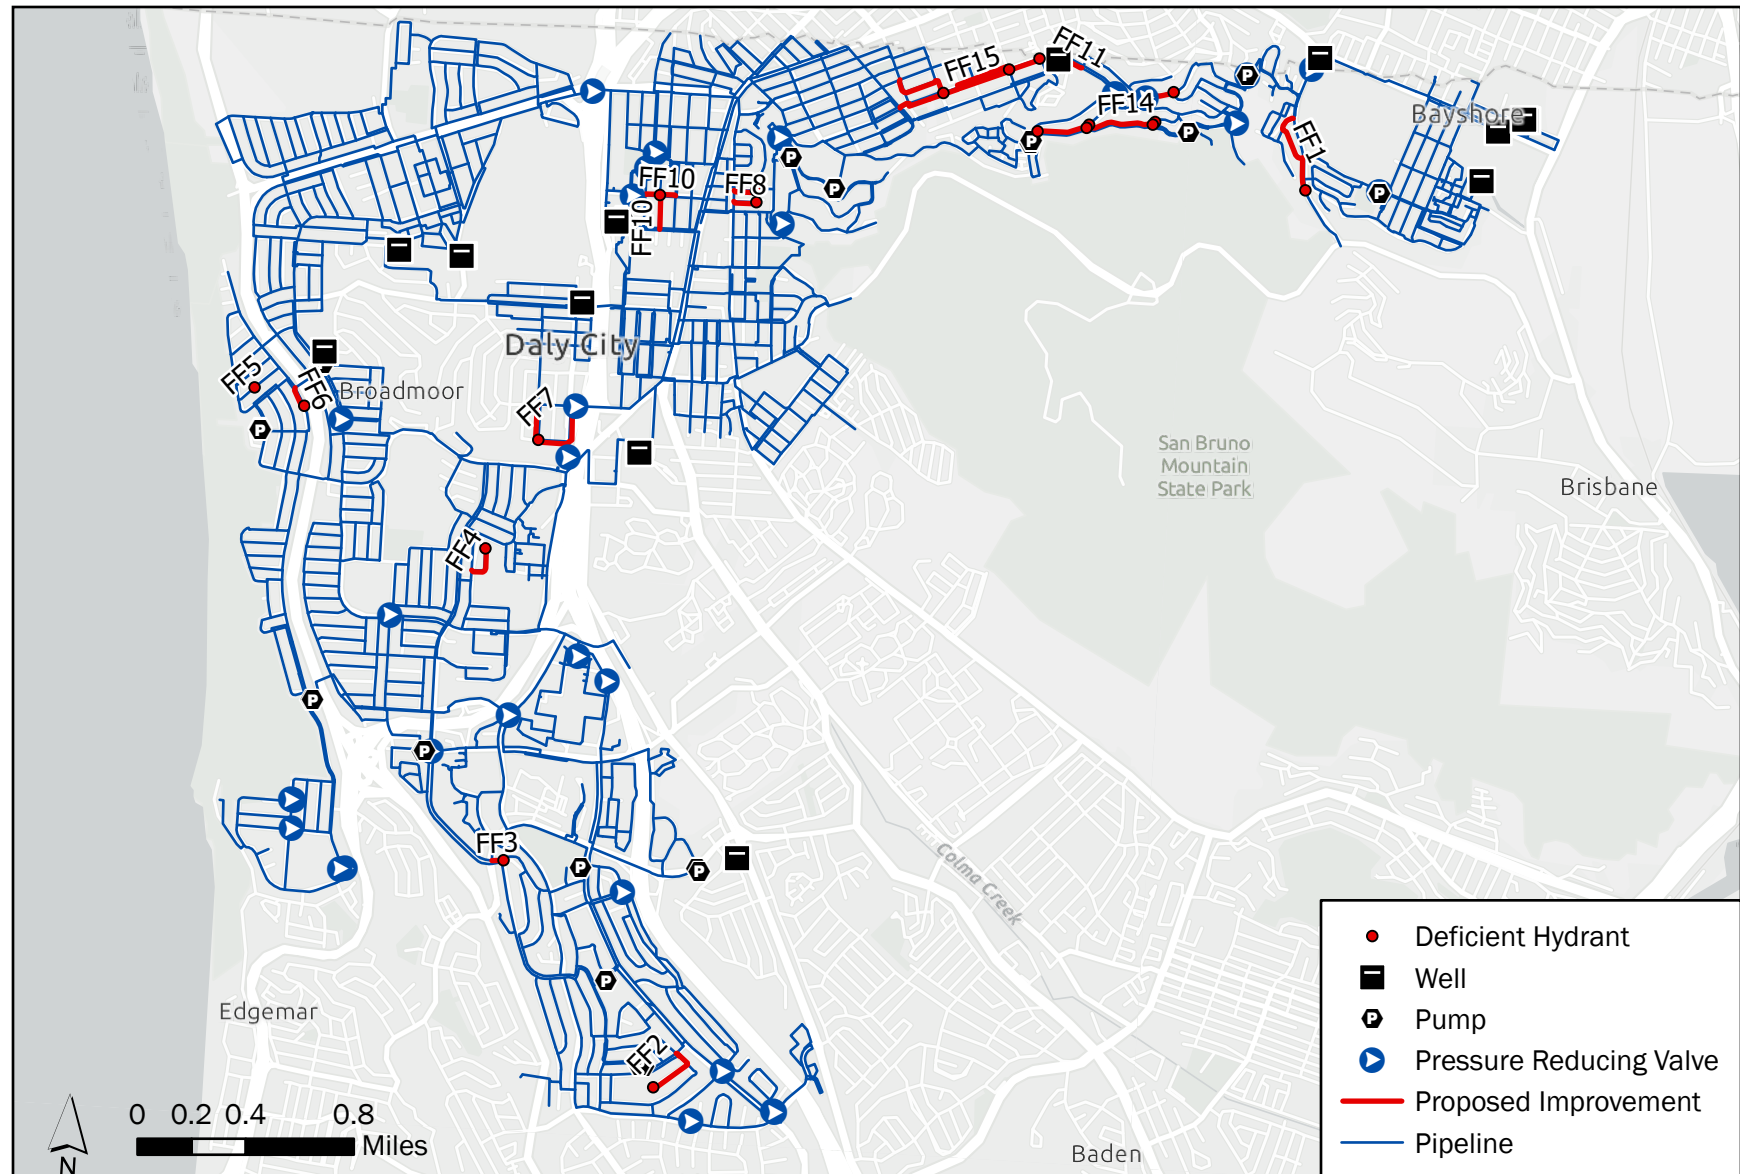 FF15
FF11
FF14
Bayshore
FF1
FF10
FF8
FF10
Daly City
FF5
FF6
Broadmoor
FF7
San Bruno
Mountain
State Park
Brisbane
FF4
FF3
Colma Creek
Edgemar
FF2
Baden
0 0.2 0.4 0.8
Miles
N
Deficient Hydrant
Well
P Pump
Pressure Reducing Valve
Proposed Improvement
Pipeline